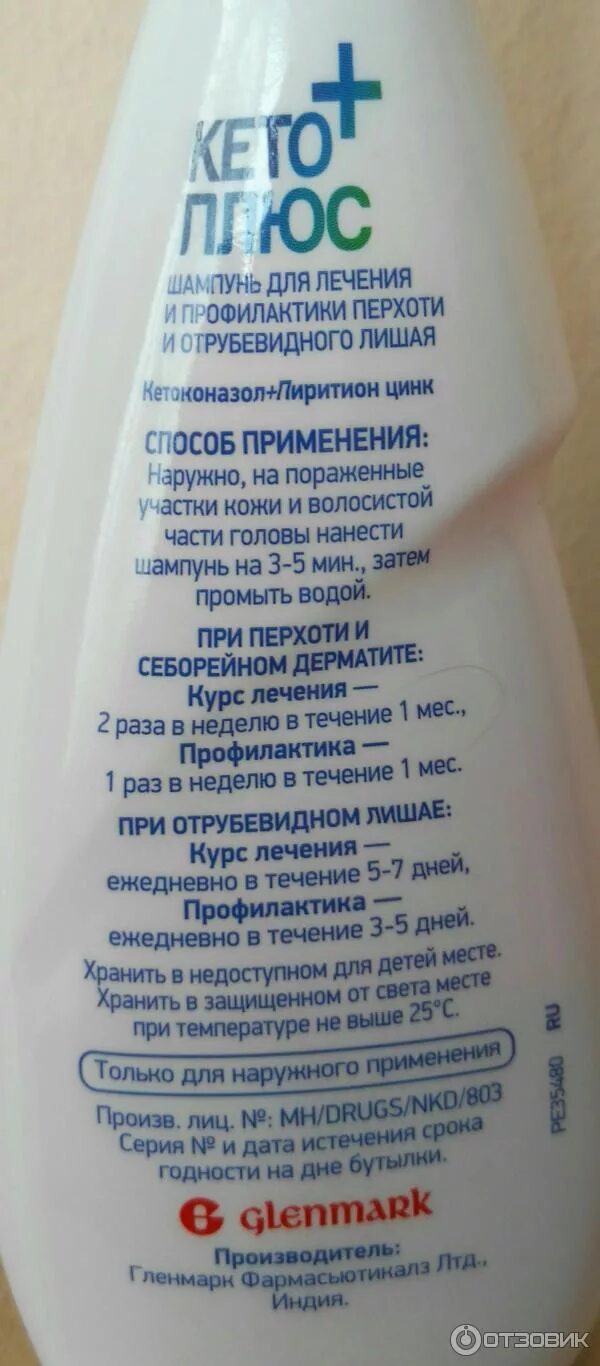 КЕТО+
ПЛЮС
ШАМПУНЬ ДЛЯ ЛЕЧЕНИЯ
И ПРОФИЛАКТИКИ ПЕРХОТИ
И ОТРУБЕВИДНОГО ЛИШАЯ
Кетоконазол+Пиритион цинк
СПОСОБ ПРИМЕНЕНИЯ:
Наружно, на пораженные
участки кожи и волосистой
части головы нанести
шампунь на 3-5 мин., затем
промыть водой.
ПРИ ПЕРХОТИ И
СЕБОРЕЙНОМ ДЕРМАТИТЕ:
Курс лечения —
2 раза в неделю в течение 1 мес.,
Профилактика —
1 раз в неделю в течение 1 мес.
ПРИ ОТРУБЕВИДНОМ ЛИШАЕ:
Курс лечения —
ежедневно в течение 5-7 дней,
Профилактика —
ежедневно в течение 3-5 дней.
Хранить в недоступном для детей месте.
Хранить в защищенном от света месте
при температуре не выше 25°С.
Только для наружного применения
Произв. лиц. №: MH/DRUGS/NKD/803
Серия № и дата истечения срока
годности на дне бутылки.
PE35480 RU
glenmark
Производитель:
Гленмарк Фармасьютикалз Лтд.,
Индия.
ОТЗОВИК